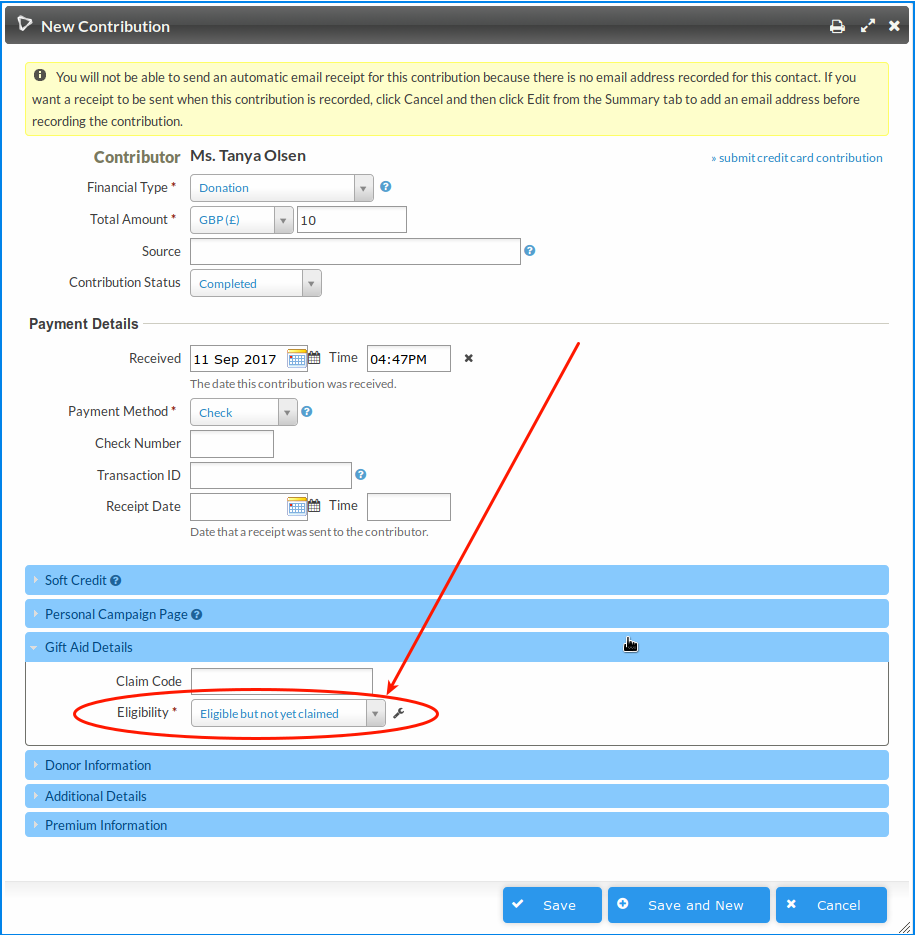 New Contribution
You will not be able to send an automatic email receipt for this contribution because there is no email address recorded for this contact. If you
want a receipt to be sent when this contribution is recorded, click Cancel and then click Edit from the Summary tab to add an email address before
recording the contribution.
Contributor Ms. Tanya Olsen » submit credit card contribution
Financial Type * Donation
Total Amount * GBP (£) 10
Source
Contribution Status Completed
Payment Details
Received 11 Sep 2017 Time 04:47PM
The date this contribution was received.
Payment Method * Check
Check Number
Transaction ID
Receipt Date Time
Date that a receipt was sent to the contributor.
Soft Credit
Personal Campaign Page
Gift Aid Details
Claim Code
Eligibility * Eligible but not yet claimed
Donor Information
Additional Details
Premium Information
Save Save and New Cancel